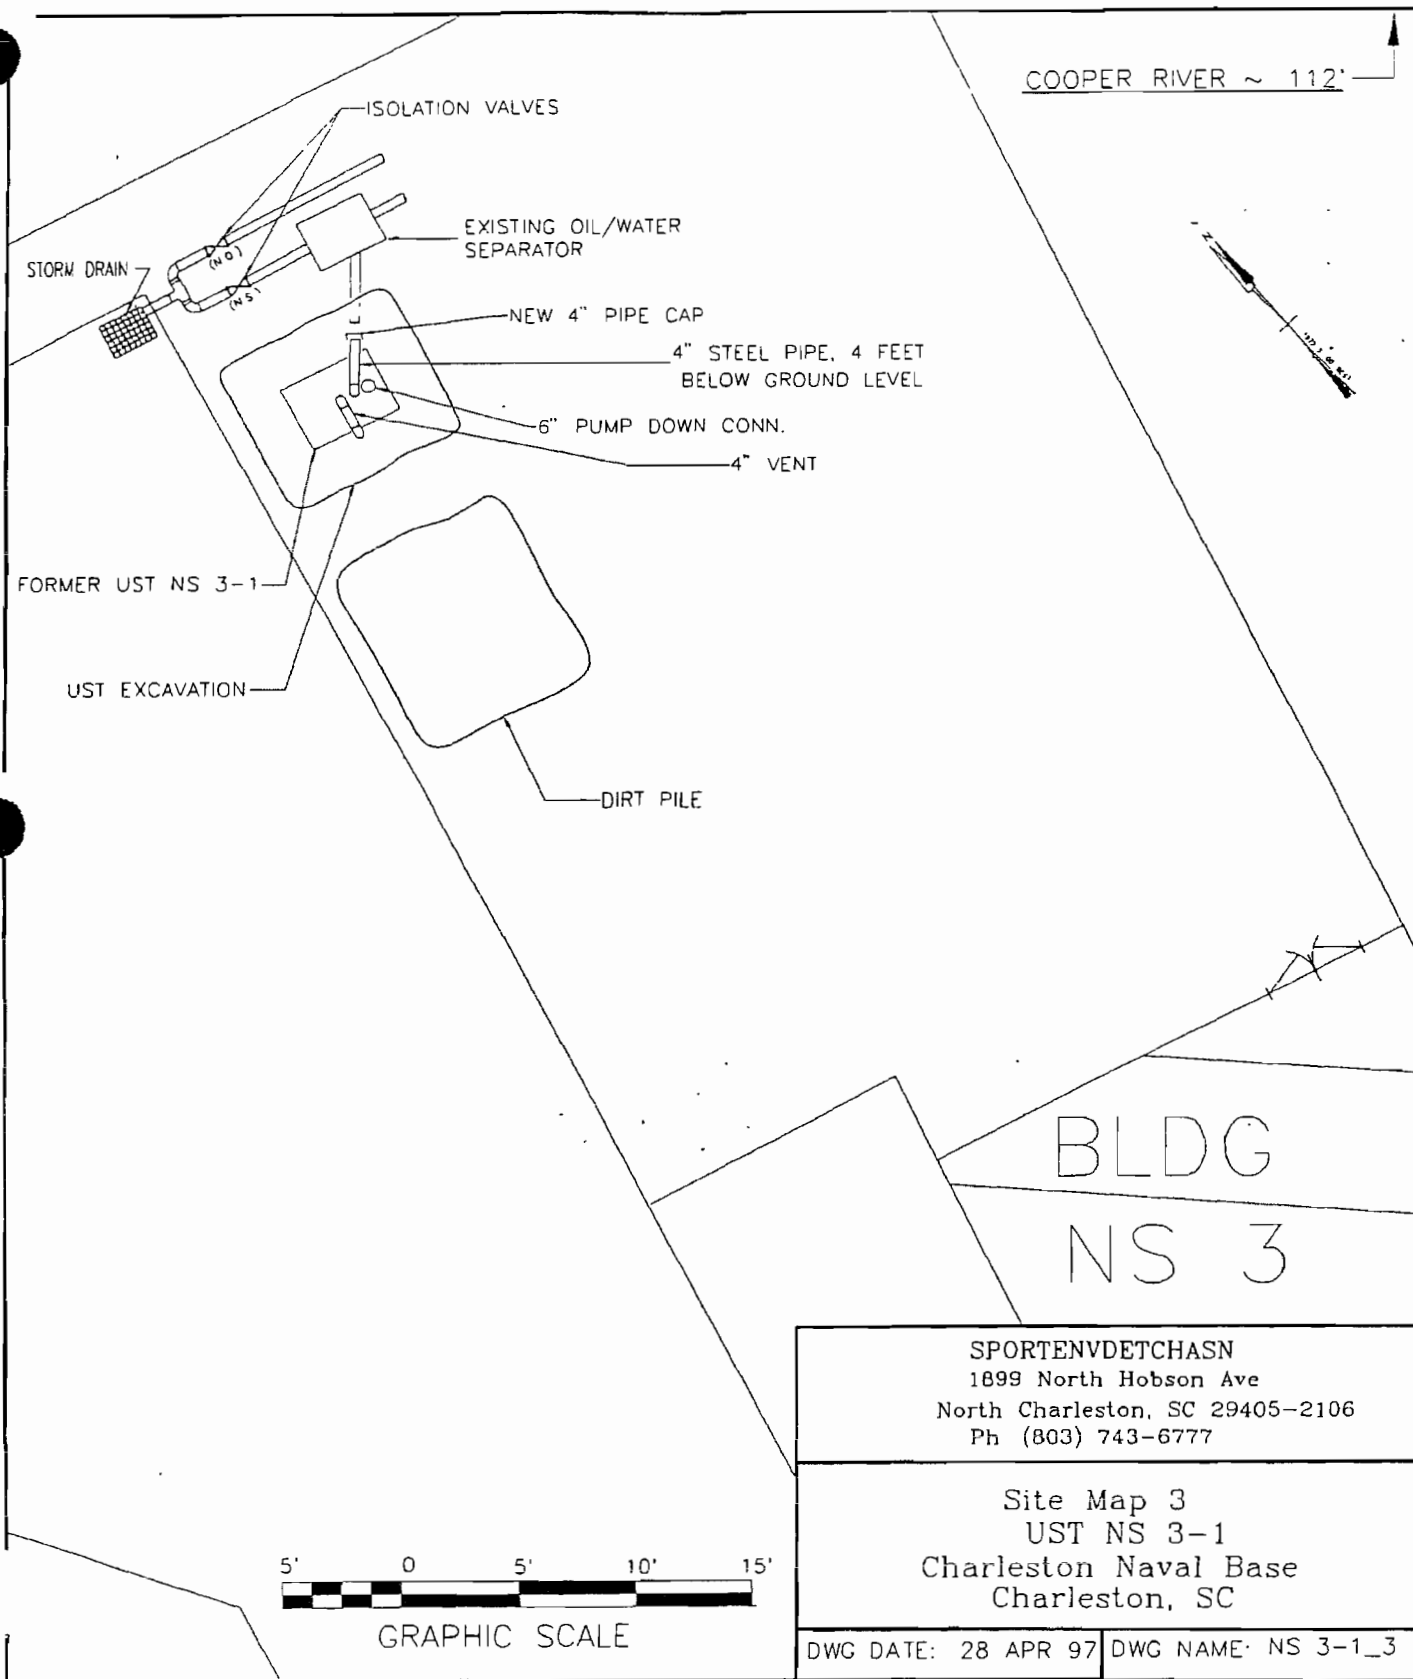 COOPER RIVER ~ 112'
ISOLATION VALVES
EXISTING OIL/WATER
SEPARATOR
(NO)
STORM DRAIN
(NS)
N
NEW 4" PIPE CAP
4" STEEL PIPE, 4 FEET
BELOW GROUND LEVEL
6" PUMP DOWN CONN.
4" VENT
FORMER UST NS 3-1
UST EXCAVATION
DIRT PILE
BLDG
NS 3
SPORTENVDETCHASN
1899 North Hobson Ave
North Charleston, SC 29405-2106
Ph (803) 743-6777
Site Map 3
UST NS 3-1
Charleston Naval Base
Charleston, SC
5' 0 5' 10' 15'
GRAPHIC SCALE
DWG DATE: 28 APR 97 DWG NAME: NS 3-1_3